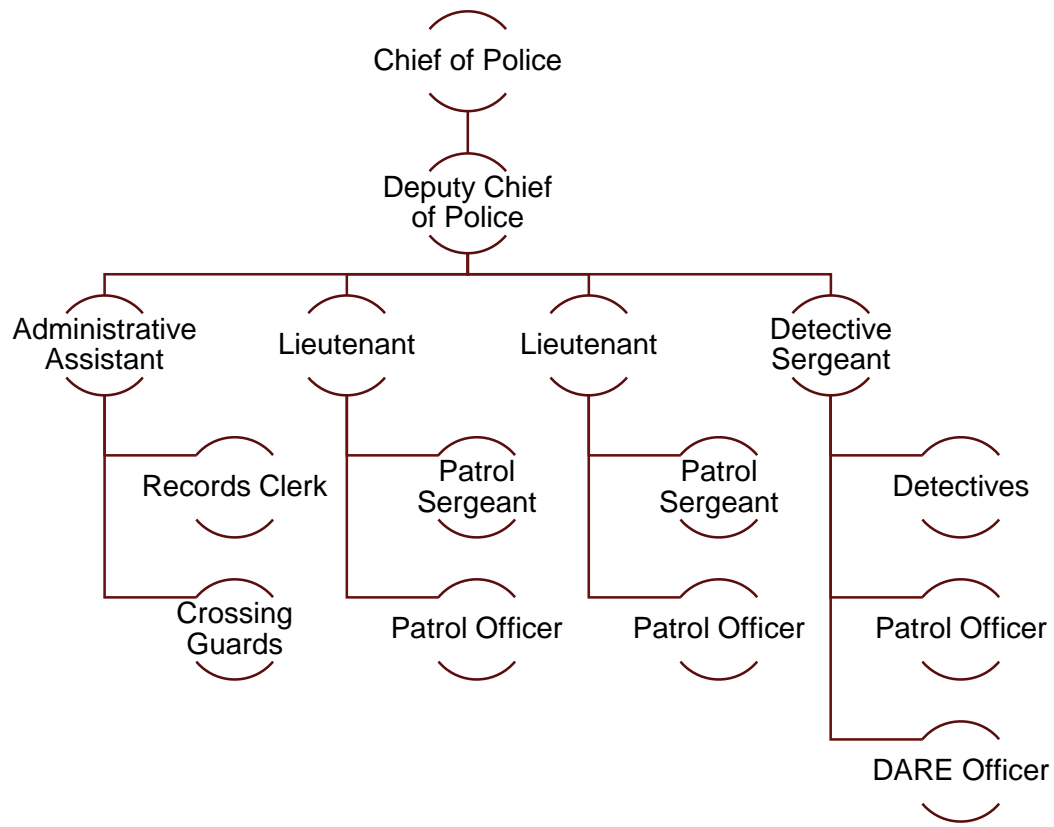 Chief of Police
Deputy Chief
of Police
Administrative
Assistant
Lieutenant
Lieutenant
Detective
Sergeant
Records Clerk
Patrol
Sergeant
Patrol
Sergeant
Detectives
Crossing
Guards
Patrol Officer
Patrol Officer
Patrol Officer
DARE Officer